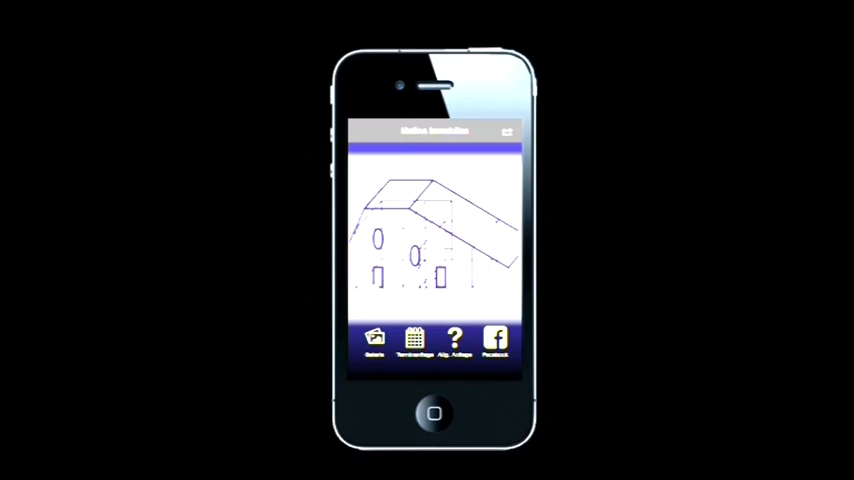 Immobilien
Galerie
Terminanfrage
Allg. Anfrage
Facebook